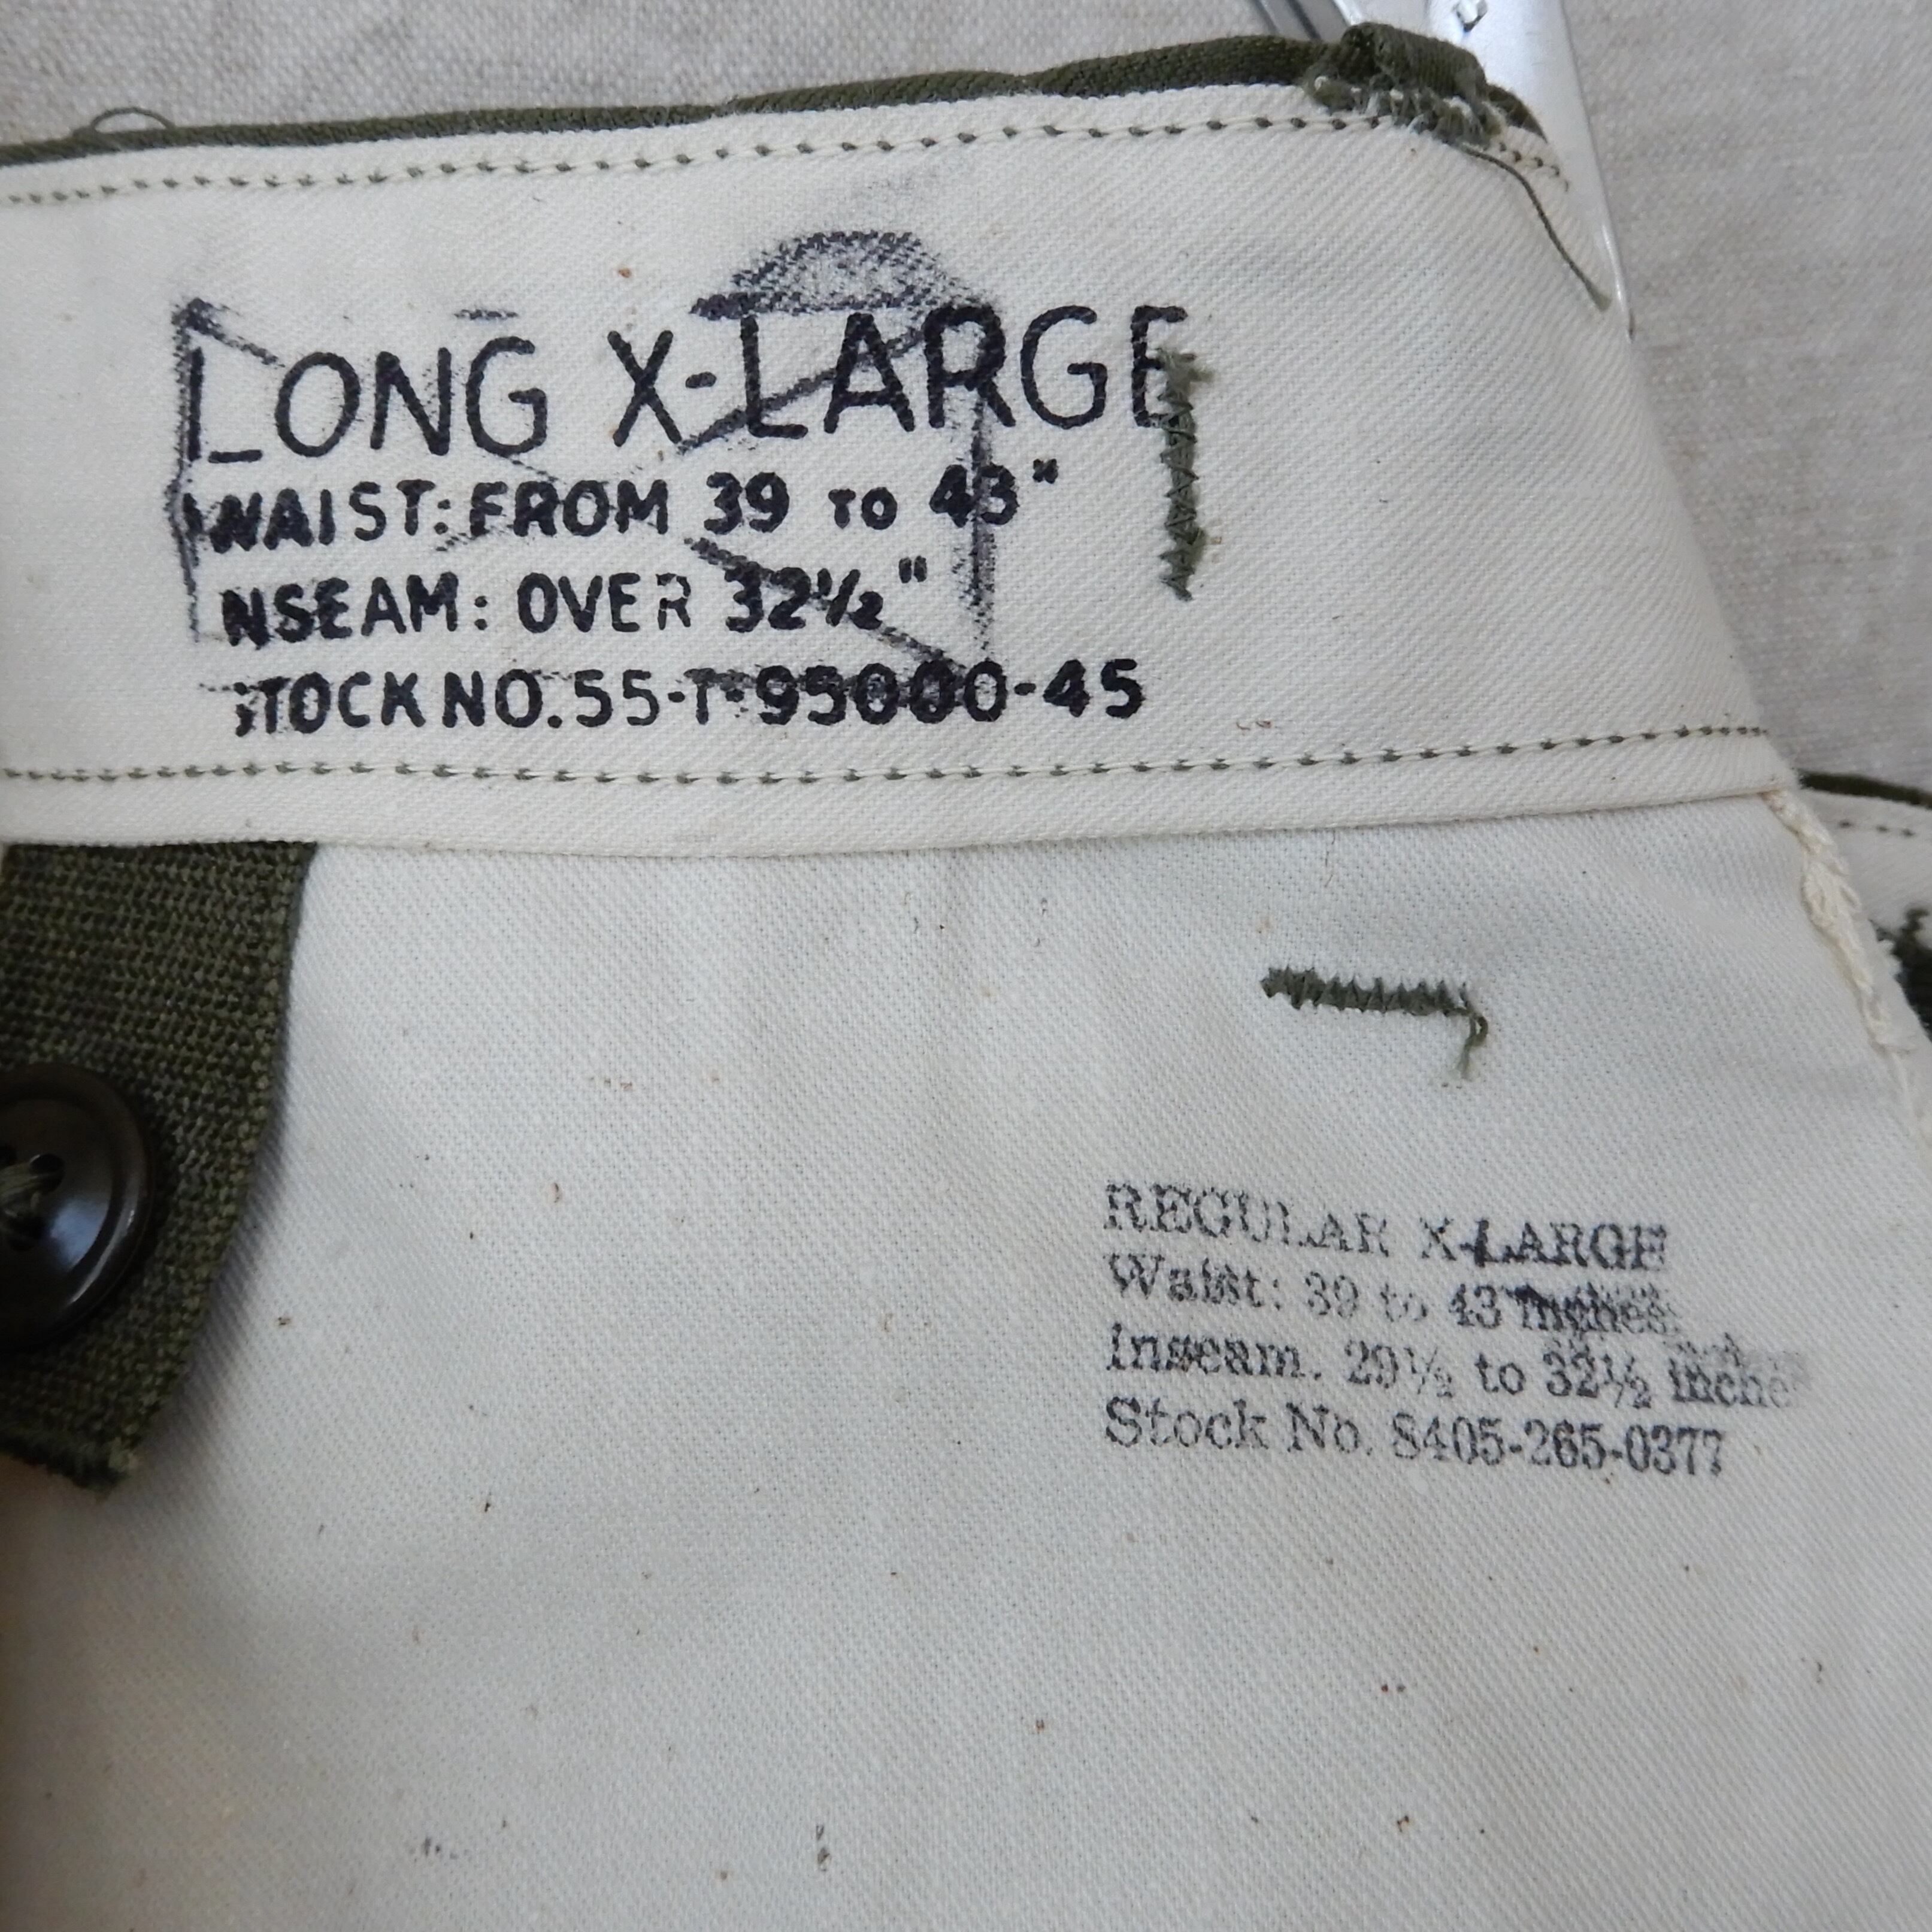 LONG X-LARGE
WAIST: FROM 39 TO 43"
NSEAM: OVER 32½"
STOCK NO. 55-T-95000-45
REGULAR X-LARGE
Waist: 39 to 43 inches
Inseam. 29½ to 32½ inches
Stock No. 8405-265-0377